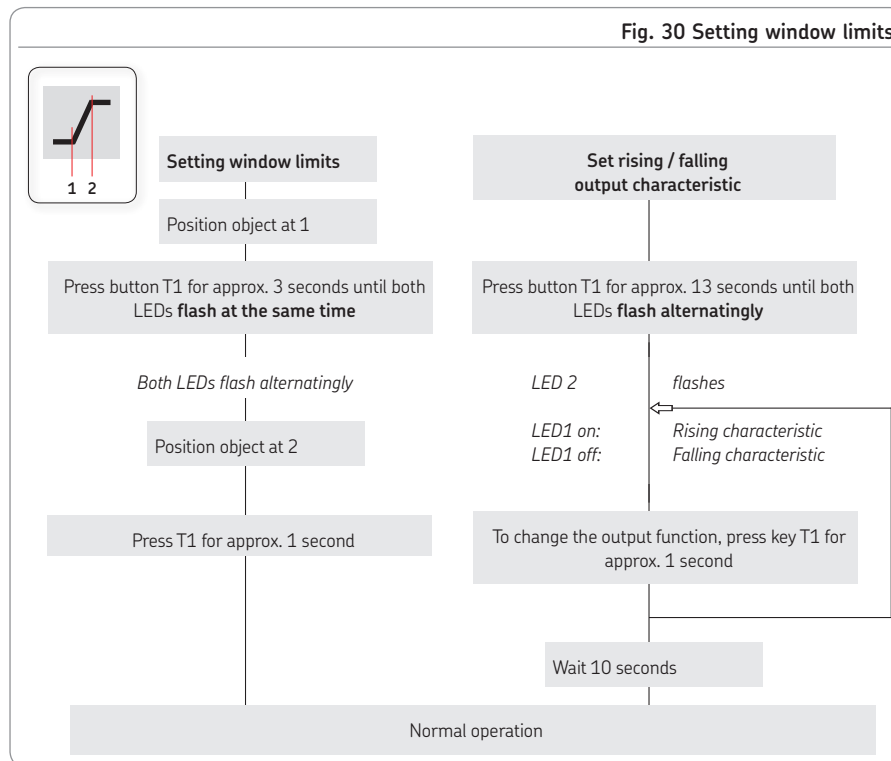 Fig. 30 Setting window limits
1 2
Setting window limits
Position object at 1
Press button T1 for approx. 3 seconds until both
LEDs flash at the same time
Both LEDs flash alternatingly
Position object at 2
Press T1 for approx. 1 second
Set rising / falling
output characteristic
Press button T1 for approx. 13 seconds until both
LEDs flash alternatingly
LED 2 flashes
LED1 on: Rising characteristic
LED1 off: Falling characteristic
To change the output function, press key T1 for
approx. 1 second
Wait 10 seconds
Normal operation